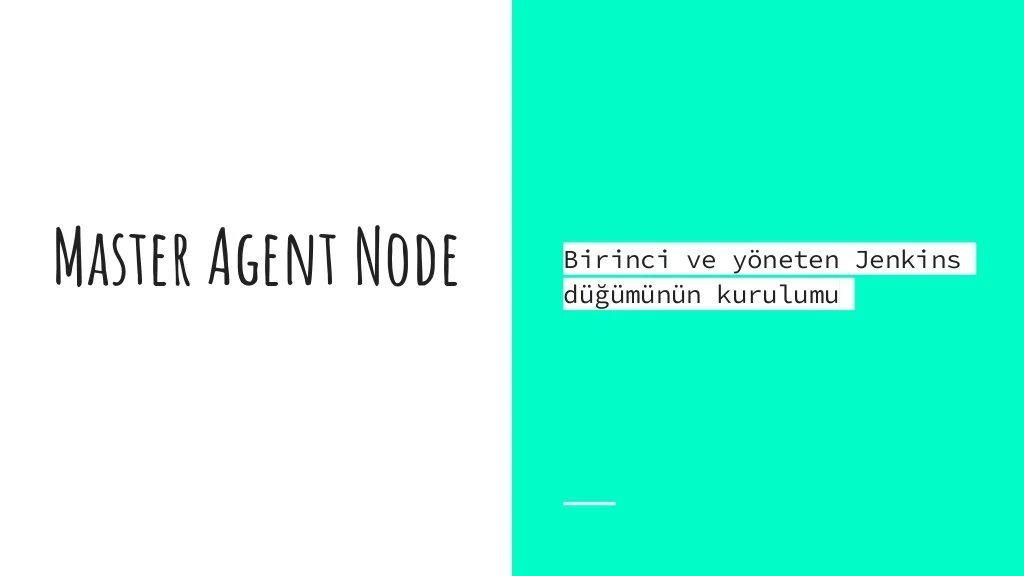 Master Agent Node
Birinci ve yöneten Jenkins
düğümünün kurulumu